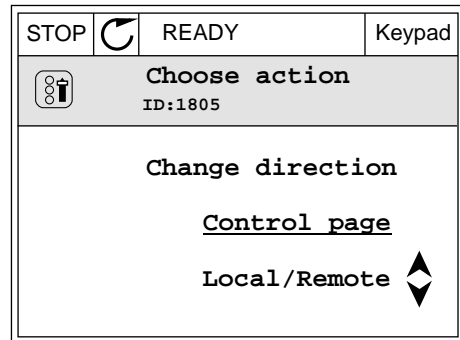 STOP READY Keypad
Choose action
ID:1805
Change direction
Control page
Local/Remote